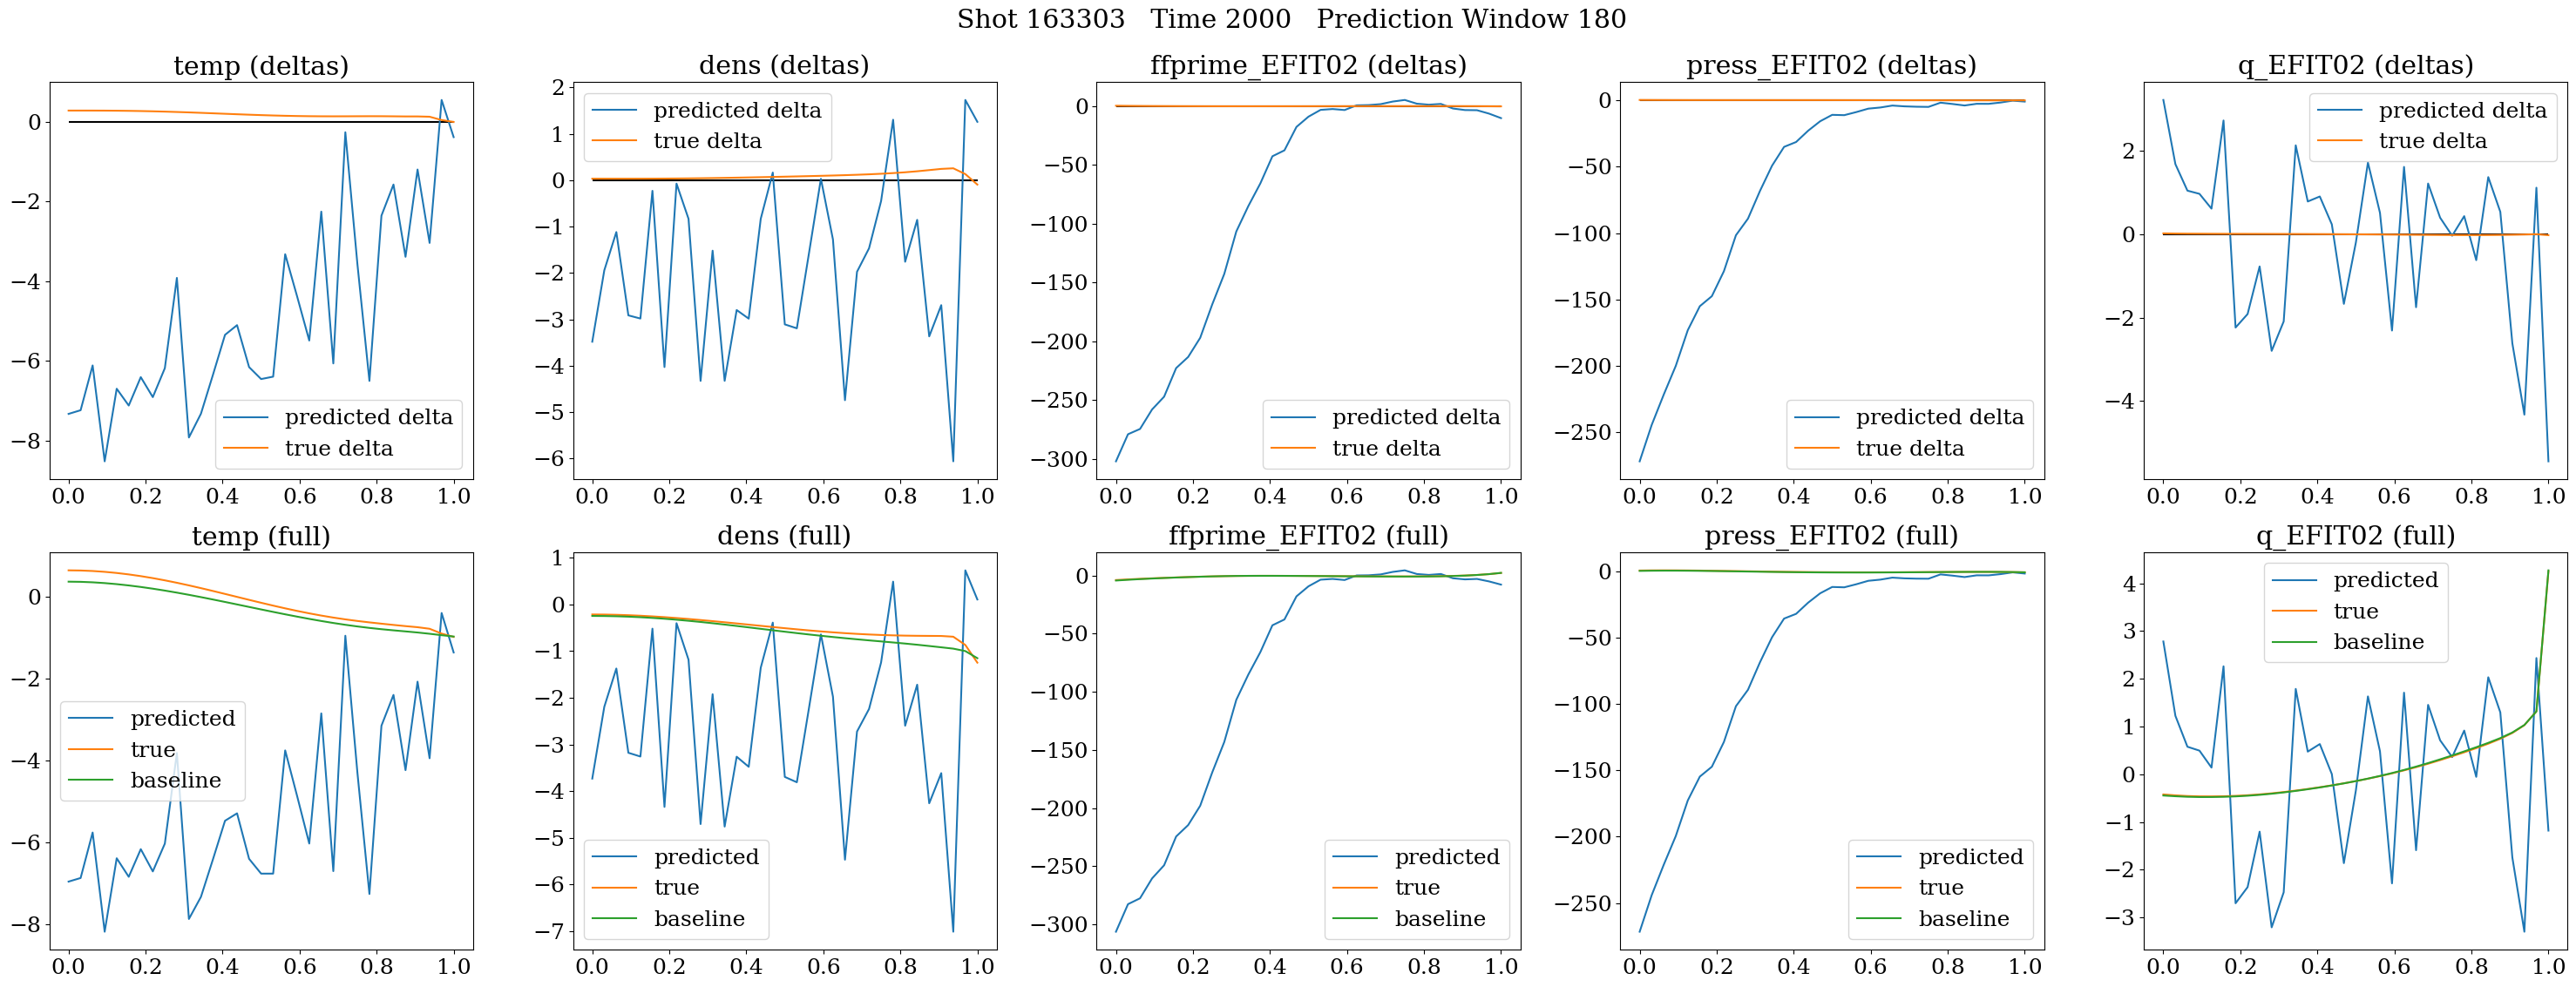 Shot 163303   Time 2000   Prediction Window 180
temp (deltas)
0
−2
−4
−6
−8
0.0 0.2 0.4 0.6 0.8 1.0
predicted delta
true delta
dens (deltas)
2
1
0
−1
−2
−3
−4
−5
−6
0.0 0.2 0.4 0.6 0.8 1.0
predicted delta
true delta
ffprime_EFIT02 (deltas)
0
−50
−100
−150
−200
−250
−300
0.0 0.2 0.4 0.6 0.8 1.0
predicted delta
true delta
press_EFIT02 (deltas)
0
−50
−100
−150
−200
−250
0.0 0.2 0.4 0.6 0.8 1.0
predicted delta
true delta
q_EFIT02 (deltas)
2
0
−2
−4
0.0 0.2 0.4 0.6 0.8 1.0
predicted delta
true delta
temp (full)
0
−2
−4
−6
−8
0.0 0.2 0.4 0.6 0.8 1.0
predicted
true
baseline
dens (full)
1
0
−1
−2
−3
−4
−5
−6
−7
0.0 0.2 0.4 0.6 0.8 1.0
predicted
true
baseline
ffprime_EFIT02 (full)
0
−50
−100
−150
−200
−250
−300
0.0 0.2 0.4 0.6 0.8 1.0
predicted
true
baseline
press_EFIT02 (full)
0
−50
−100
−150
−200
−250
0.0 0.2 0.4 0.6 0.8 1.0
predicted
true
baseline
q_EFIT02 (full)
4
3
2
1
0
−1
−2
−3
0.0 0.2 0.4 0.6 0.8 1.0
predicted
true
baseline